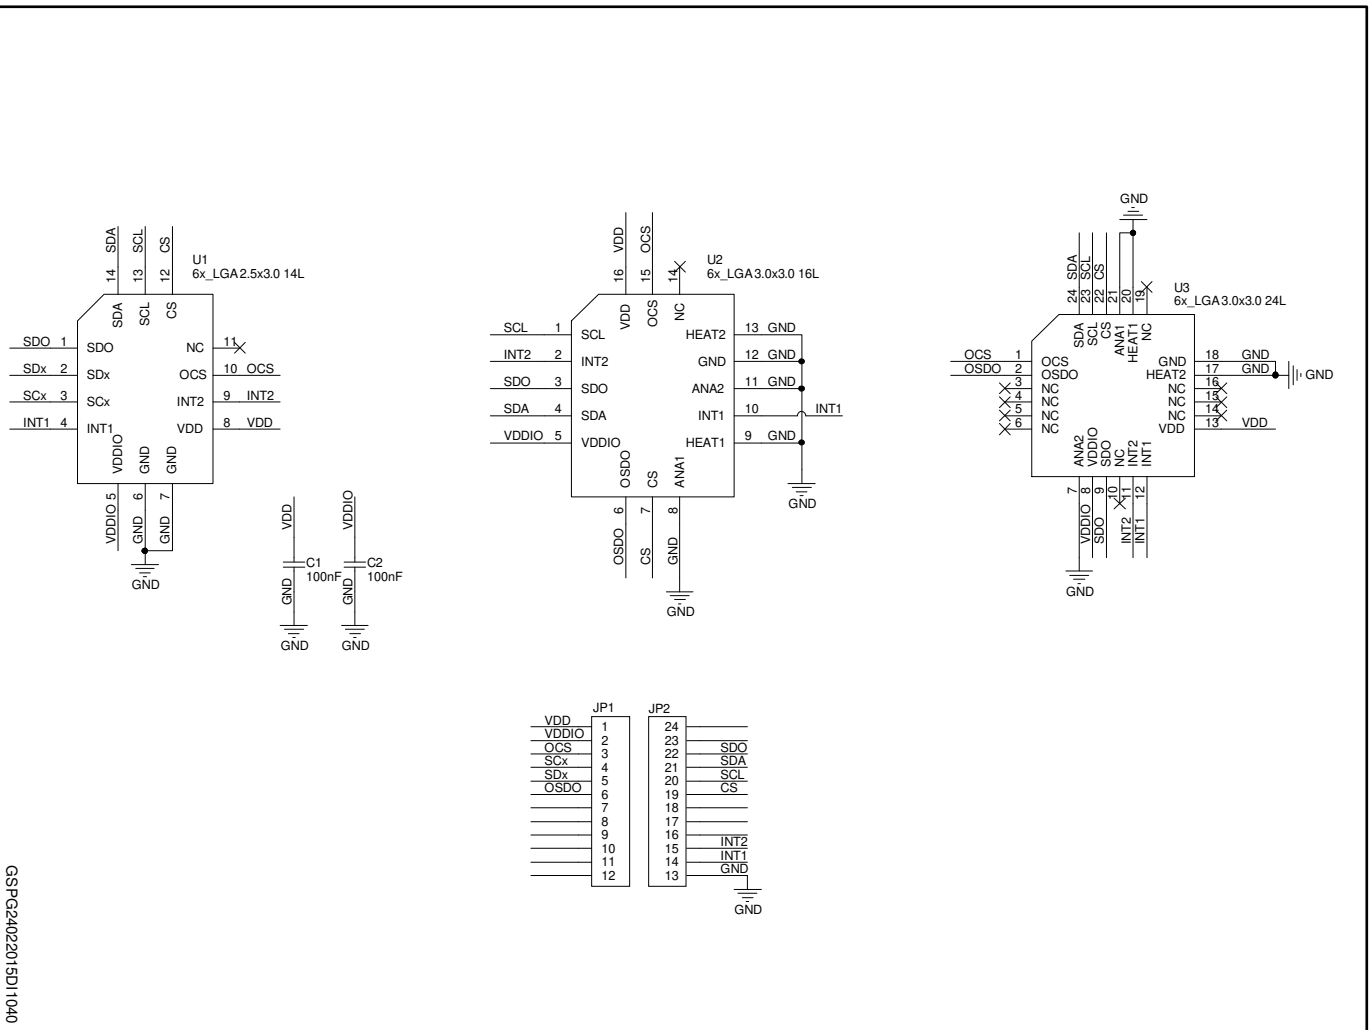 SDA
SCL
CS
14
13
12
U1
6x_LGA2.5x3.0 14L
SDA
SCL
CS
SDO 1 SDO NC 11
SDx 2 SDx OCS 10 OCS
SCx 3 SCx INT2 9 INT2
INT1 4 INT1 VDD 8 VDD
VDDIO
GND
GND
VDDIO 5
GND 6
GND 7
GND
VDD
VDDIO
C1
100nF
C2
100nF
GND
GND
GND
GND
VDD
OCS
16
15
14
U2
6x_LGA3.0x3.0 16L
VDD
OCS
NC
SCL 1 SCL HEAT2 13 GND
INT2 2 INT2 GND 12 GND
SDO 3 SDO ANA2 11 GND
SDA 4 SDA INT1 10 INT1
VDDIO 5 VDDIO HEAT1 9 GND
OSDO
CS
ANA1
6
7
8
OSDO
CS
GND
GND
GND
GND
24 SDA
23 SCL
22 CS
21
20
19
U3
6x_LGA3.0x3.0 24L
SDA
SCL
CS
ANA1
HEAT1
NC
OCS 1 OCS GND 18 GND
OSDO 2 OSDO HEAT2 17 GND
GND
3 NC NC 16
4 NC NC 15
5 NC NC 14
6 NC VDD 13 VDD
ANA2
VDDIO
SDO
NC
INT2
INT1
7
8
9
10
11
12
VDDIO
SDO
INT2
INT1
GND
JP1 JP2
VDD 1 24
VDDIO 2 23
OCS 3 22 SDO
SCx 4 21 SDA
SDx 5 20 SCL
OSDO 6 19 CS
7 18
8 17
9 16
10 15 INT2
11 14 INT1
12 13 GND
GND
GSPG24022015DI1040